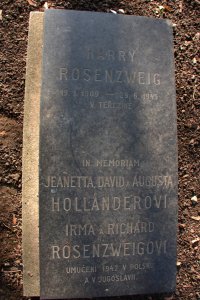 HARRY
ROSENZWEIG
V TEREZÍNĚ
IN MEMORIAM
JEANETTA, DAVID A AUGUSTA
HOLLÄNDEROVI
IRMA A RICHARD
ROSENZWEIGOVI
UMUČENI 1942 V POLSKU
A V JUGOSLÁVII